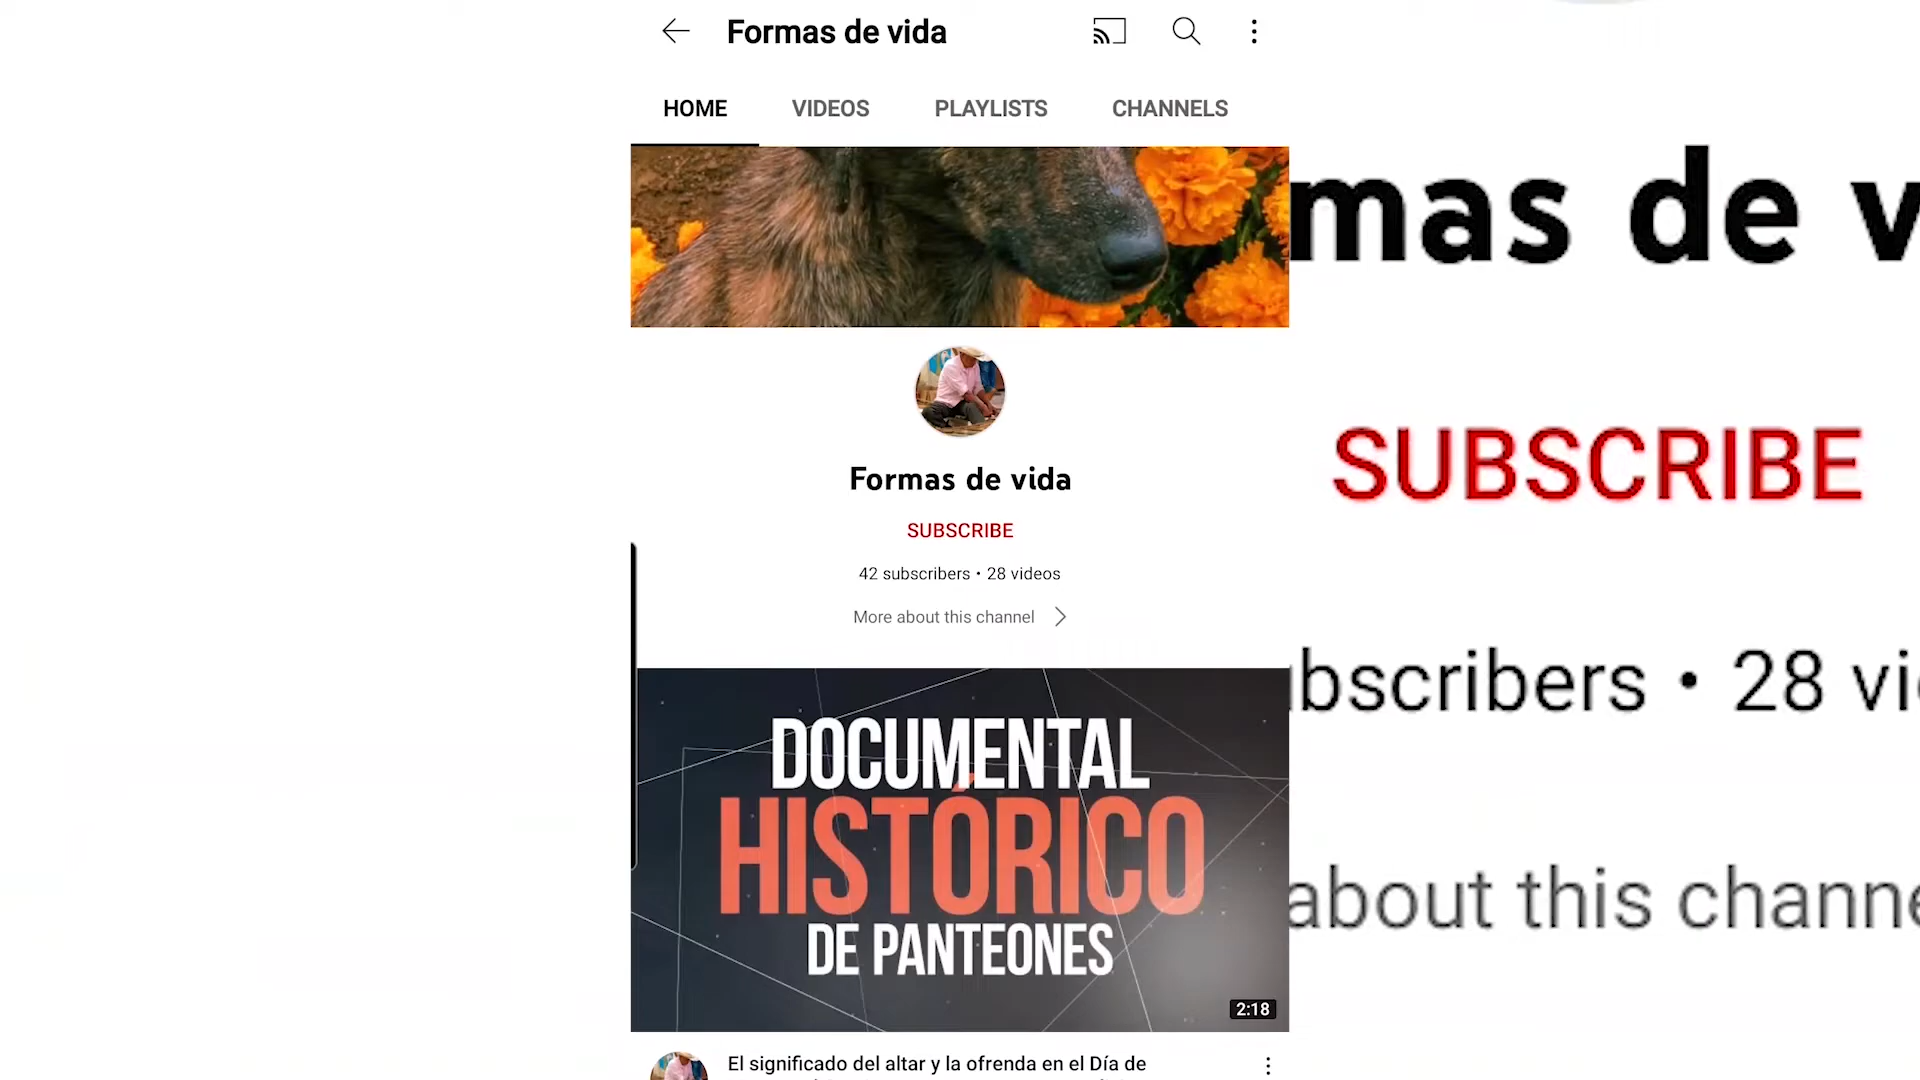 Formas de vida
HOME VIDEOS PLAYLISTS CHANNELS
Formas de vida
SUBSCRIBE
42 subscribers • 28 videos
More about this channel
DOCUMENTAL
HISTÓRICO
DE PANTEONES
2:18
El significado del altar y la ofrenda en el Día de
mas de v
SUBSCRIBE
bscribers • 28 vi
about this channe